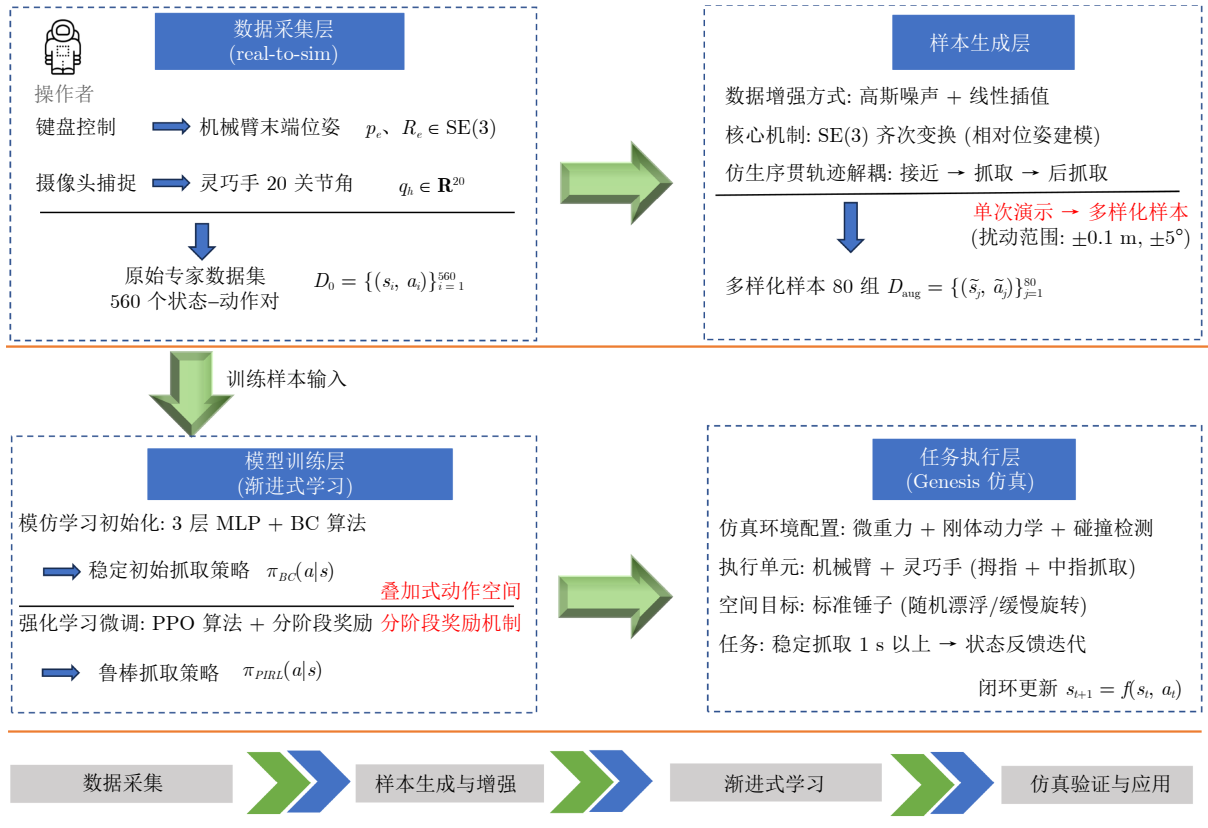 数据采集层
(real-to-sim)
操作者
键盘控制 → 机械臂末端位姿 p_e、R_e ∈ SE(3)
摄像头捕捉 → 灵巧手 20 关节角 q_h ∈ R^20
原始专家数据集
560 个状态–动作对
D_0 = {(s_i, a_i)}_{i=1}^{560}
样本生成层
数据增强方式: 高斯噪声 + 线性插值
核心机制: SE(3) 齐次变换 (相对位姿建模)
仿生序贯轨迹解耦: 接近 → 抓取 → 后抓取
单次演示 → 多样化样本
(扰动范围: ±0.1 m, ±5°)
多样化样本 80 组 D_aug = {(s̃_j, ã_j)}_{j=1}^{80}
训练样本输入
模型训练层
(渐进式学习)
模仿学习初始化: 3 层 MLP + BC 算法
稳定初始抓取策略 π_BC(a|s)
叠加式动作空间
强化学习微调: PPO 算法 + 分阶段奖励 分阶段奖励机制
鲁棒抓取策略 π_PIRL(a|s)
任务执行层
(Genesis 仿真)
仿真环境配置: 微重力 + 刚体动力学 + 碰撞检测
执行单元: 机械臂 + 灵巧手 (拇指 + 中指抓取)
空间目标: 标准锤子 (随机漂浮/缓慢旋转)
任务: 稳定抓取 1 s 以上 → 状态反馈迭代
闭环更新 s_{t+1} = f(s_t, a_t)
数据采集
样本生成与增强
渐进式学习
仿真验证与应用